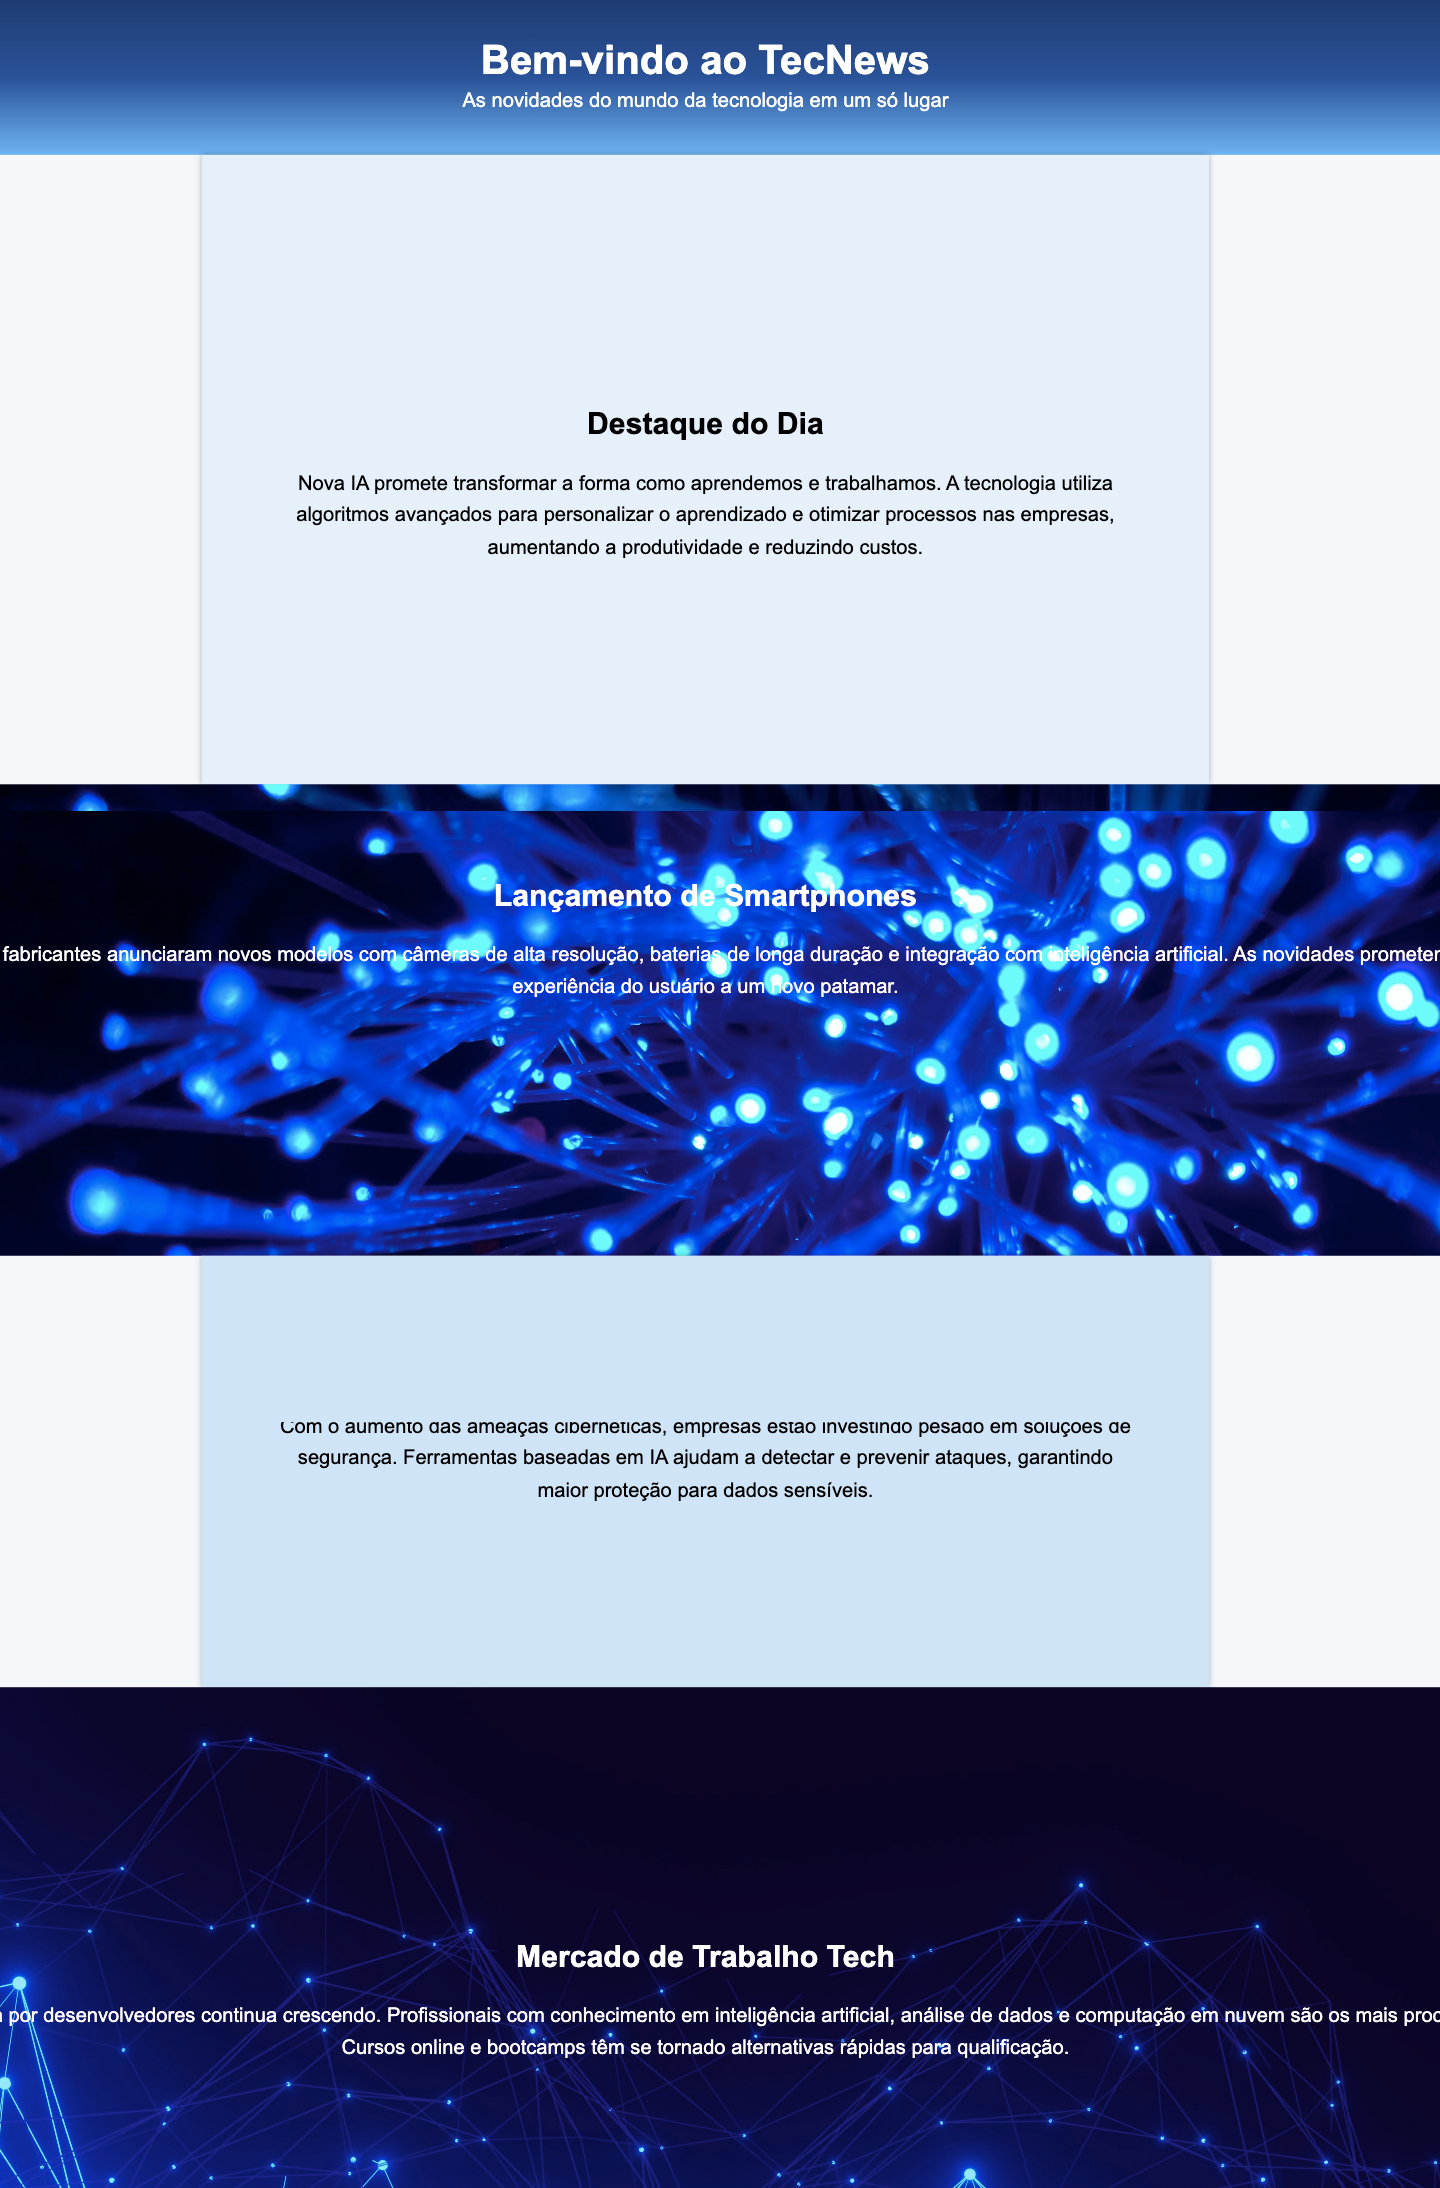 Bem-vindo ao TecNews
As novidades do mundo da tecnologia em um só lugar
Destaque do Dia
Nova IA promete transformar a forma como aprendemos e trabalhamos. A tecnologia utiliza
algoritmos avançados para personalizar o aprendizado e otimizar processos nas empresas,
aumentando a produtividade e reduzindo custos.
Lançamento de Smartphones
fabricantes anunciaram novos modelos com câmeras de alta resolução, baterias de longa duração e integração com inteligência artificial. As novidades
experiência do usuário a um novo patamar.
Com o aumento das ameaças cibernéticas, empresas estão investindo pesado em soluções de
segurança. Ferramentas baseadas em IA ajudam a detectar e prevenir ataques, garantindo
maior proteção para dados sensíveis.
Mercado de Trabalho Tech
por desenvolvedores continua crescendo. Profissionais com conhecimento em inteligência artificial, análise de dados e computação em nuvem são os mais
Cursos online e bootcamps têm se tornado alternativas rápidas para qualificação.